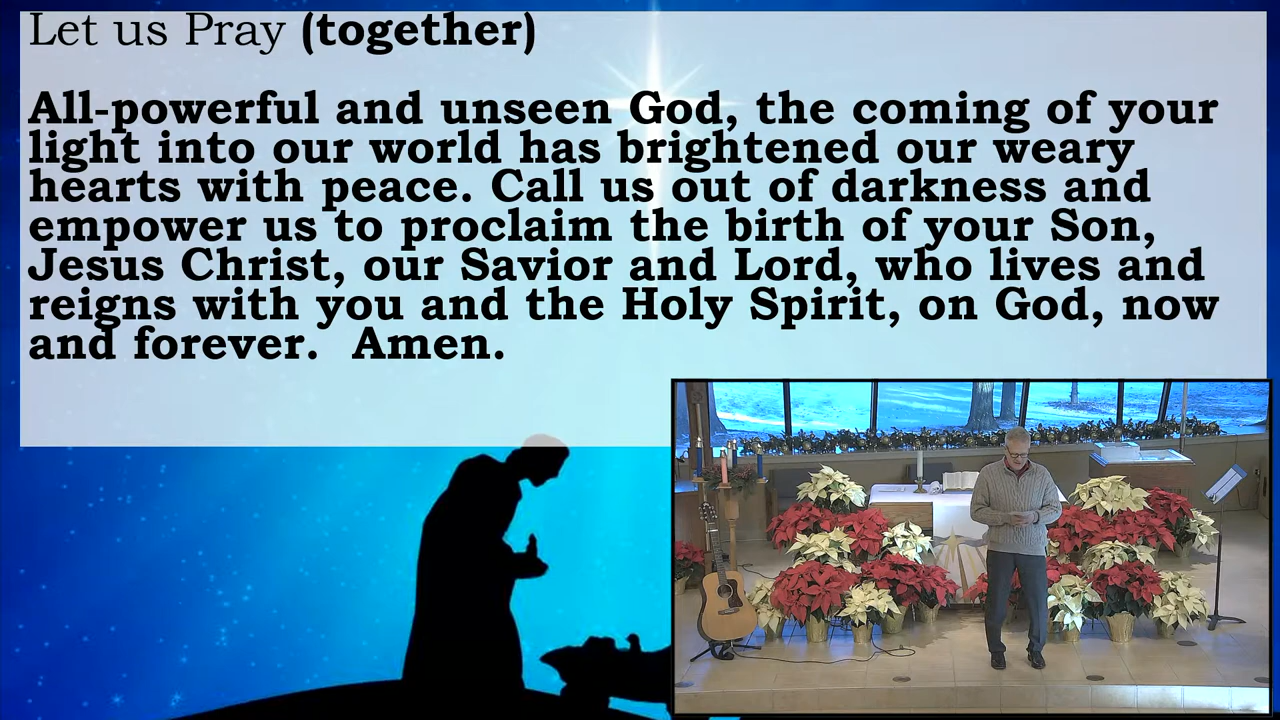 Let us Pray (together)
All-powerful and unseen God, the coming of your
light into our world has brightened our weary
hearts with peace. Call us out of darkness and
empower us to proclaim the birth of your Son,
Jesus Christ, our Savior and Lord, who lives and
reigns with you and the Holy Spirit, on God, now
and forever.  Amen.